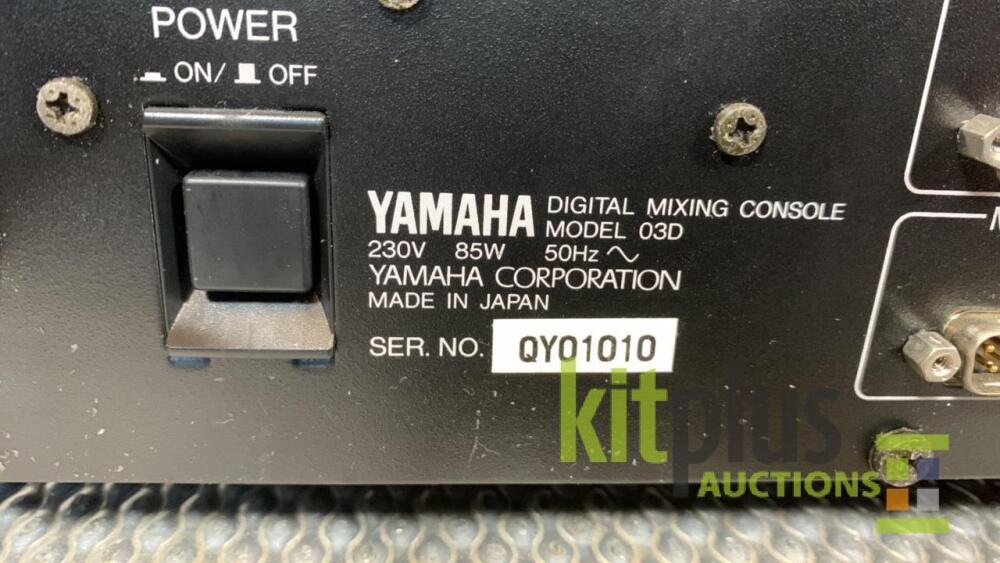 POWER
ON/ OFF
YAMAHA DIGITAL MIXING CONSOLE
MODEL 03D
230V 85W 50Hz
YAMAHA CORPORATION
MADE IN JAPAN
SER. NO. QY01010
kitplus
AUCTIONS